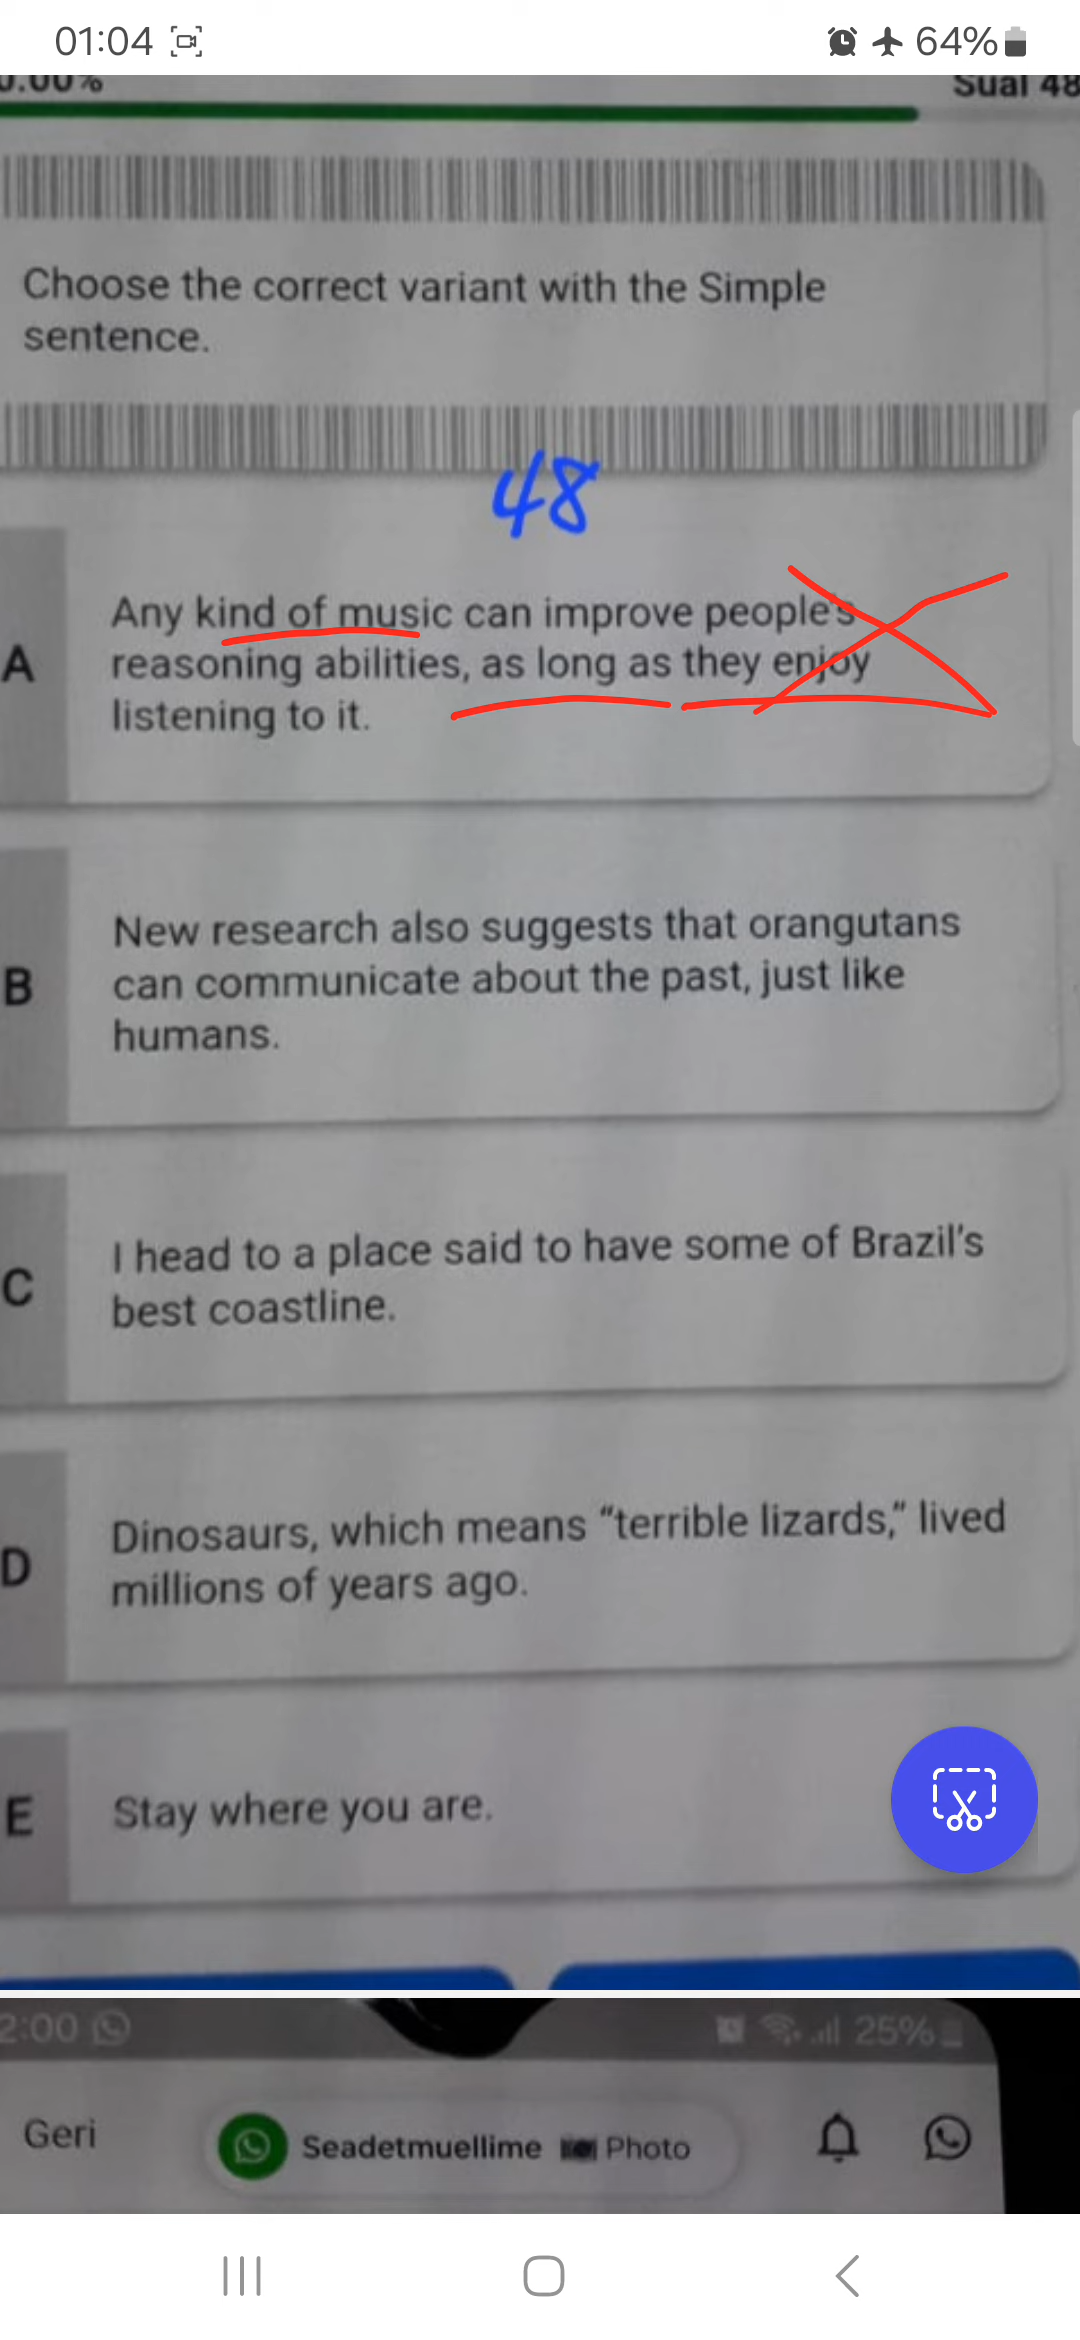 01:04
64%
0.00%
Sual 48
Choose the correct variant with the Simple
sentence.
48
A
Any kind of music can improve people's
reasoning abilities, as long as they enjoy
listening to it.
B
New research also suggests that orangutans
can communicate about the past, just like
humans.
C
I head to a place said to have some of Brazil's
best coastline.
D
Dinosaurs, which means “terrible lizards,” lived
millions of years ago.
E
Stay where you are.
2:00
25%
Geri
Seadetmuellime
Photo